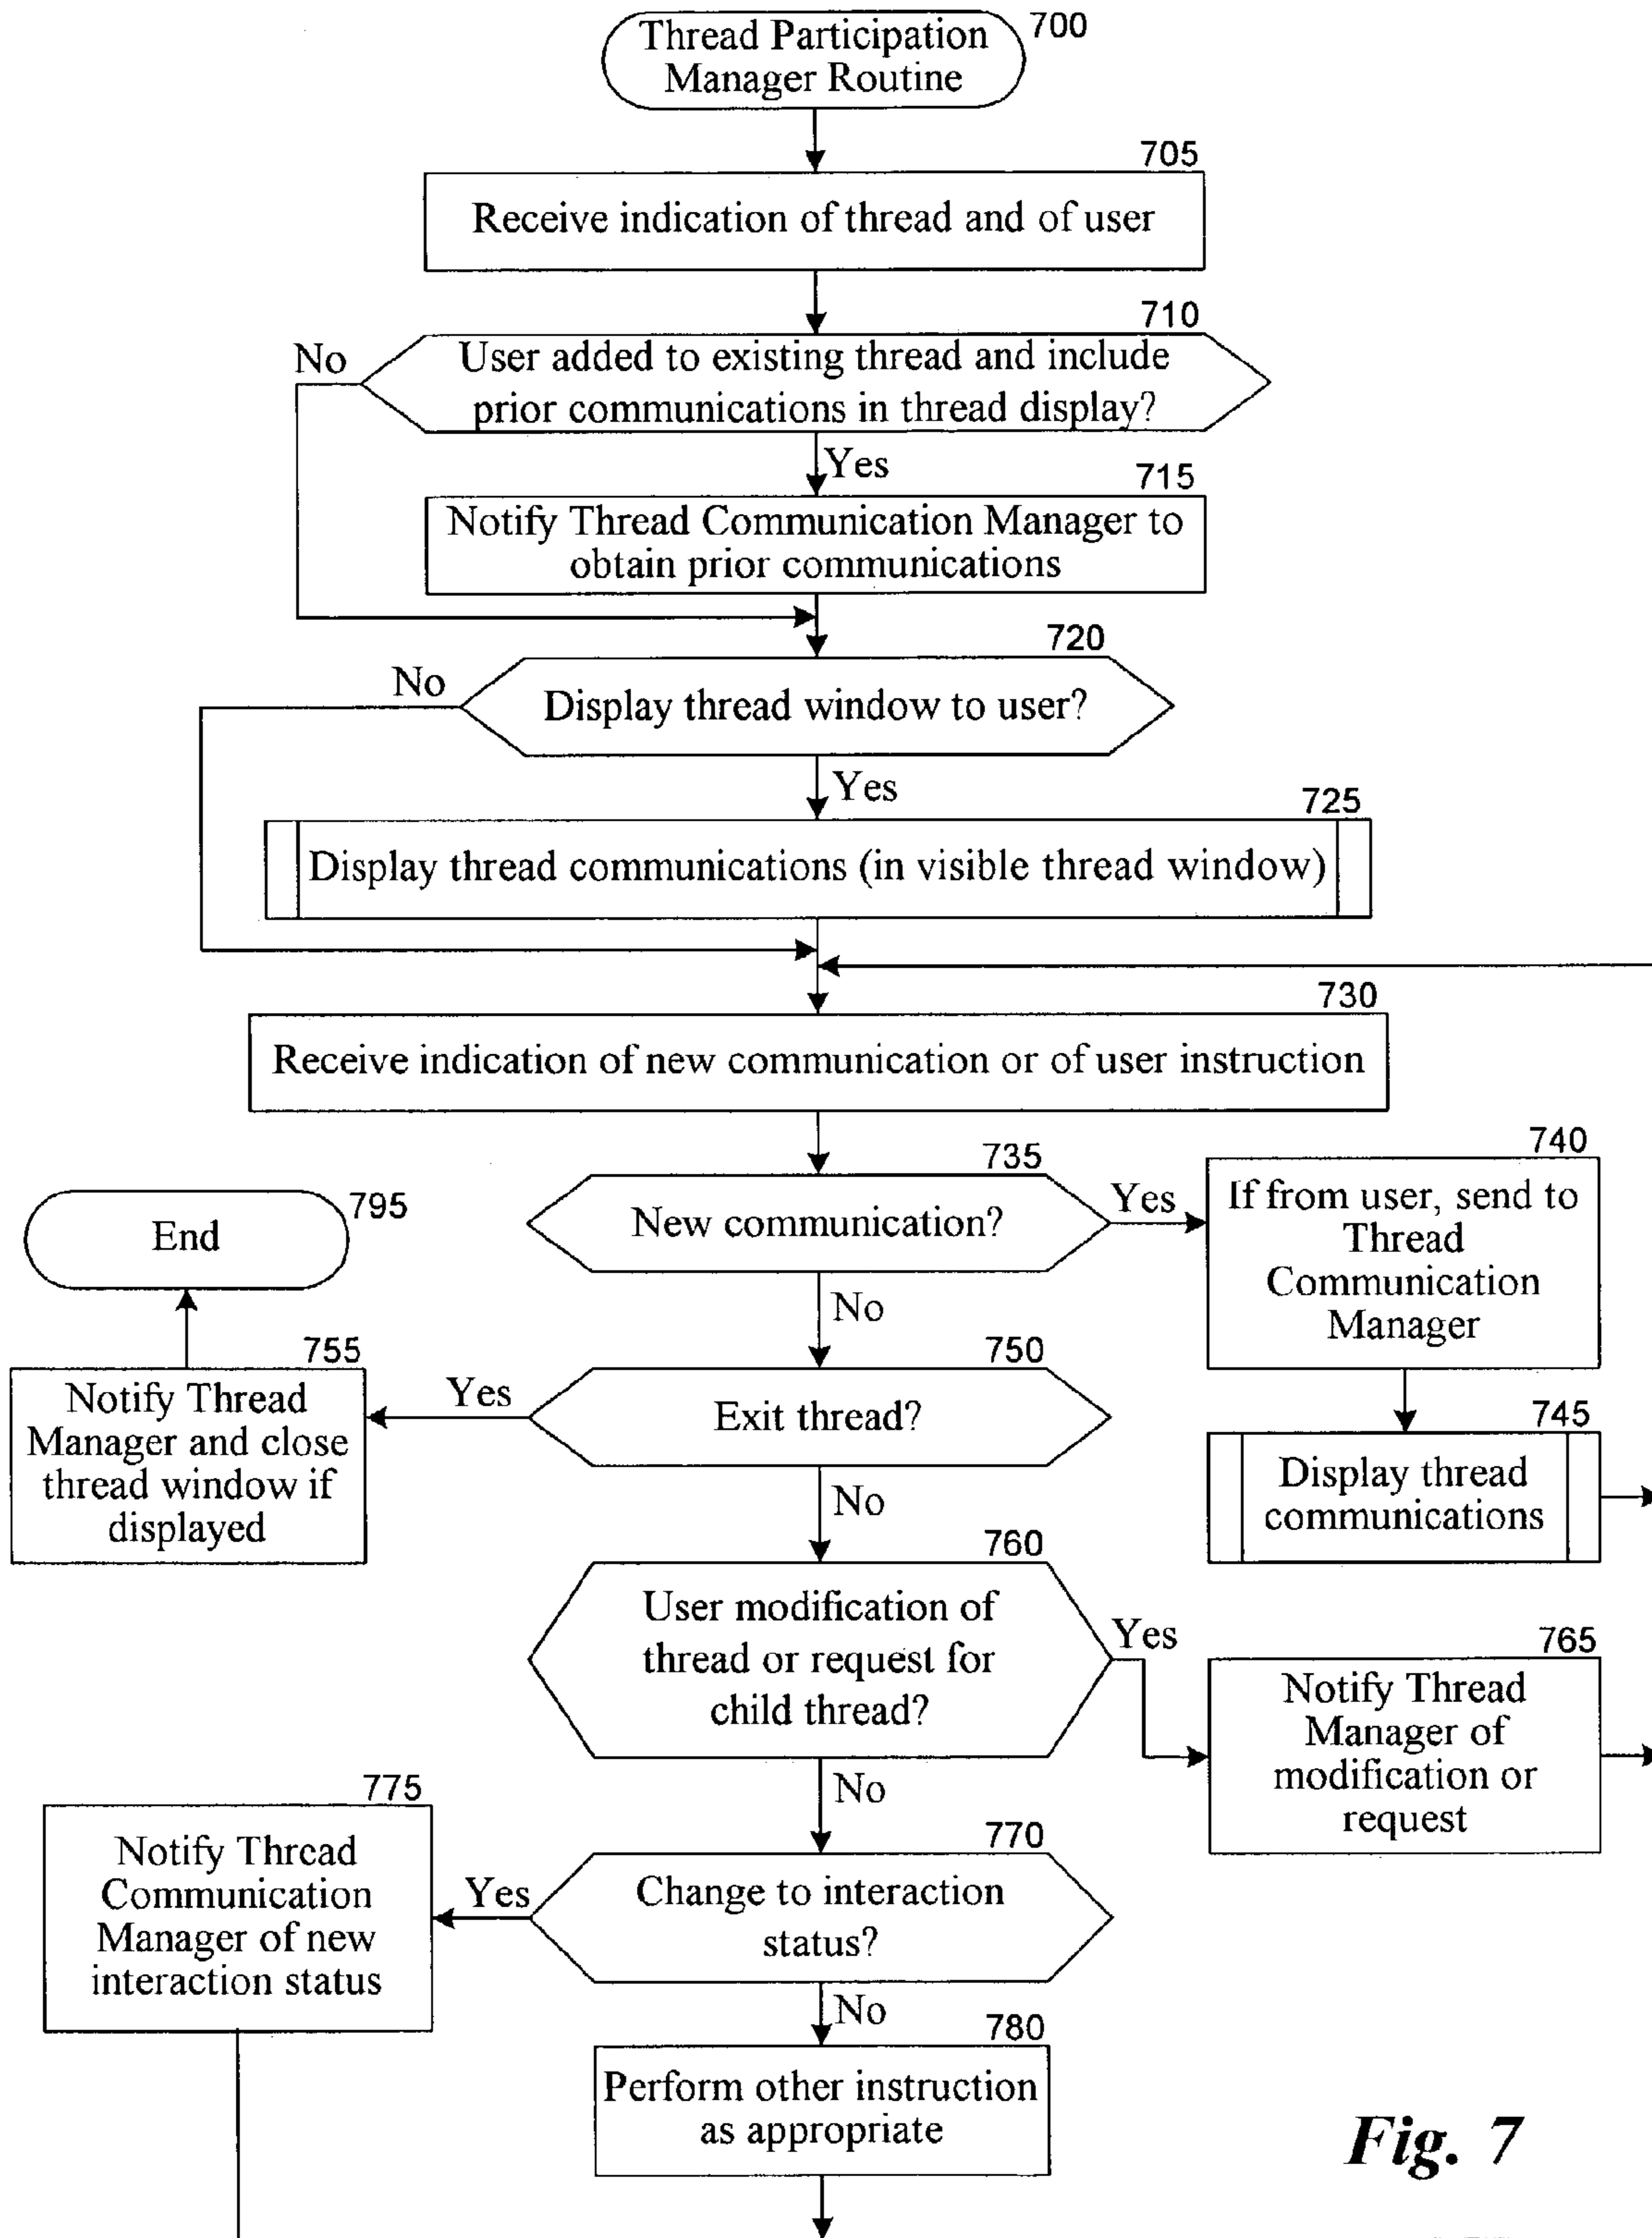 Thread Participation
Manager Routine
700
705
Receive indication of thread and of user
710
No
User added to existing thread and include
prior communications in thread display?
Yes
715
Notify Thread Communication Manager to
obtain prior communications
720
No
Display thread window to user?
Yes
725
Display thread communications (in visible thread window)
730
Receive indication of new communication or of user instruction
735
New communication?
Yes
740
If from user, send to
Thread
Communication
Manager
795
End
No
750
755
Notify Thread
Manager and close
thread window if
displayed
Yes
Exit thread?
745
Display thread
communications
No
760
User modification of
thread or request for
child thread?
Yes
765
Notify Thread
Manager of
modification or
request
No
770
775
Notify Thread
Communication
Manager of new
interaction status
Yes
Change to interaction
status?
No
780
Perform other instruction
as appropriate
Fig. 7